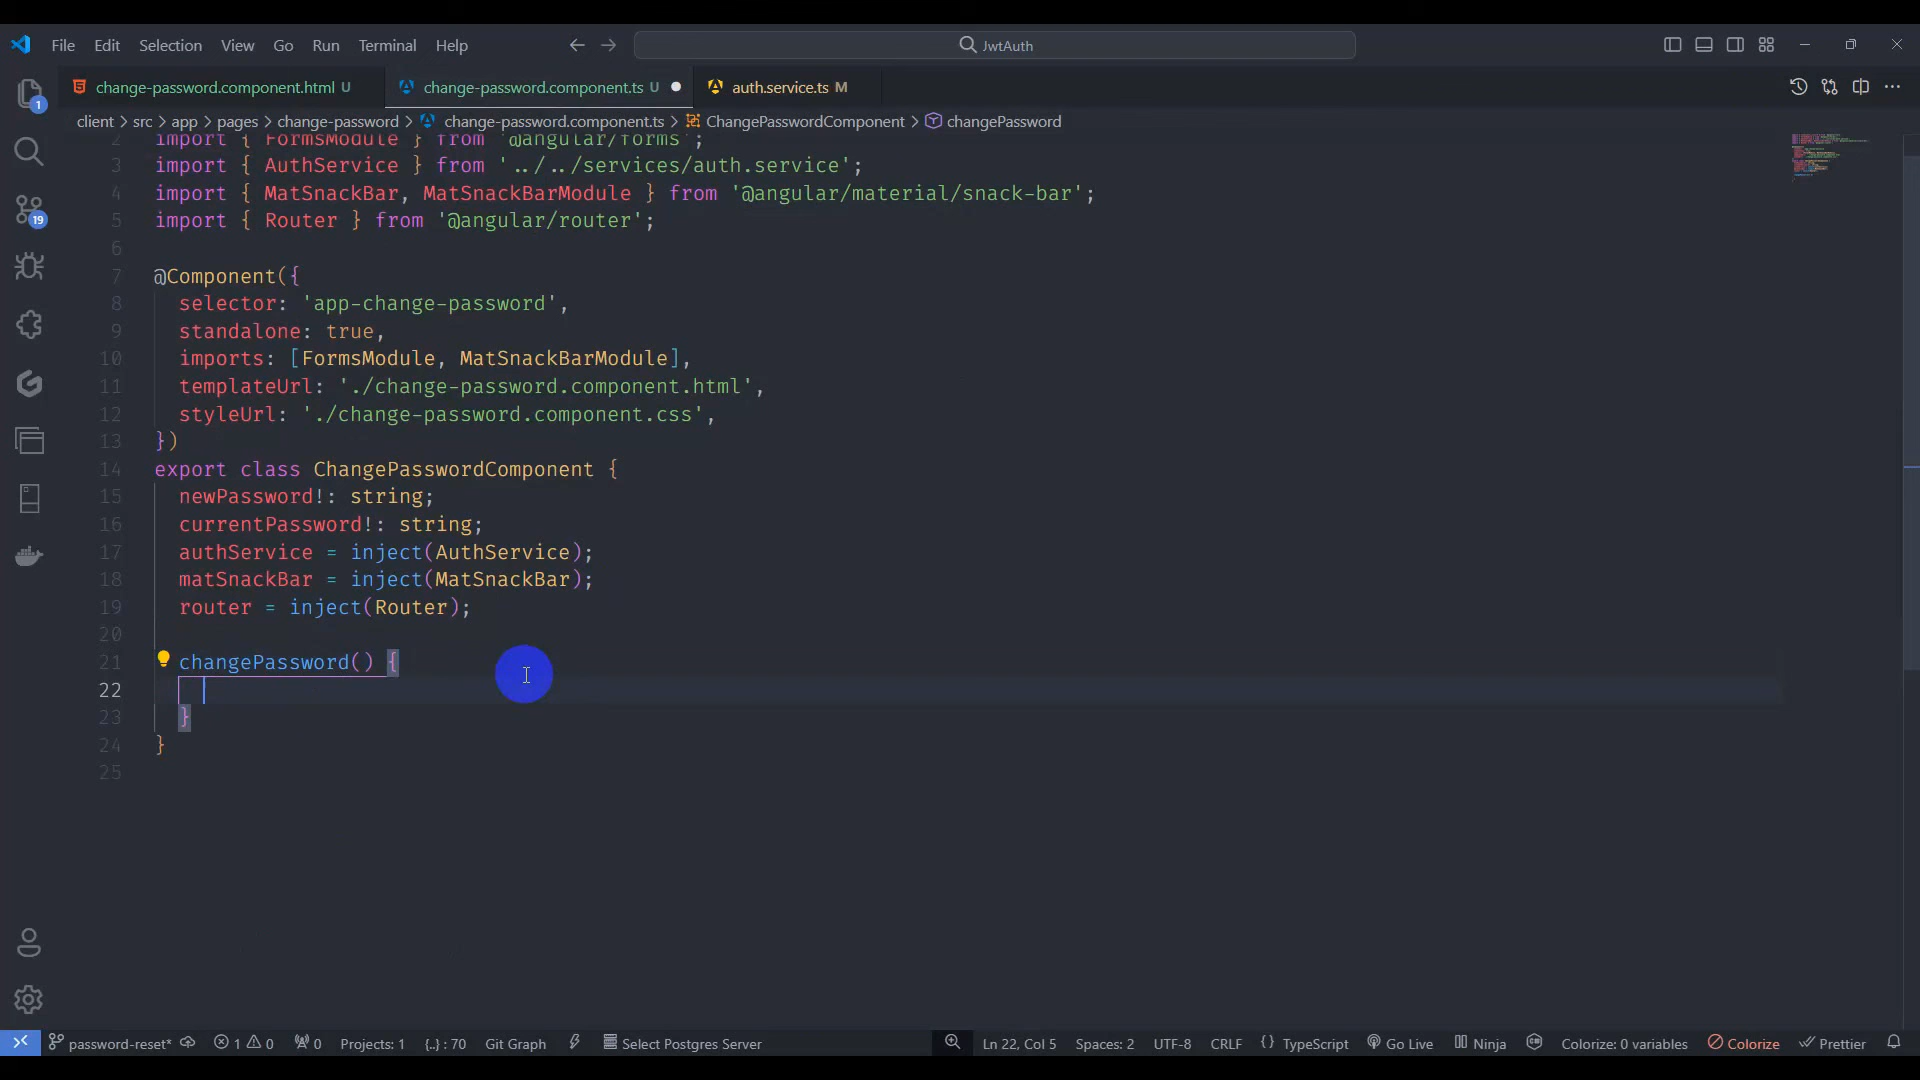 File Edit Selection View Go Run Terminal Help
JwtAuth
change-password.component.html U
change-password.component.ts U
auth.service.ts M
client > src > app > pages > change-password > change-password.component.ts > ChangePasswordComponent > changePassword
2 import { FormsModule } from '@angular/forms';
3 import { AuthService } from '../../services/auth.service';
4 import { MatSnackBar, MatSnackBarModule } from '@angular/material/snack-bar';
5 import { Router } from '@angular/router';
6
7 @Component({
8 selector: 'app-change-password',
9 standalone: true,
10 imports: [FormsModule, MatSnackBarModule],
11 templateUrl: './change-password.component.html',
12 styleUrl: './change-password.component.css',
13 })
14 export class ChangePasswordComponent {
15 newPassword!: string;
16 currentPassword!: string;
17 authService = inject(AuthService);
18 matSnackBar = inject(MatSnackBar);
19 router = inject(Router);
20
21 changePassword() {
22
23 }
24 }
25
1
19
password-reset* 1 0 0 Projects: 1 {..} : 70 Git Graph Select Postgres Server Ln 22, Col 5 Spaces: 2 UTF-8 CRLF { } TypeScript Go Live Ninja Colorize: 0 variables Colorize Prettier